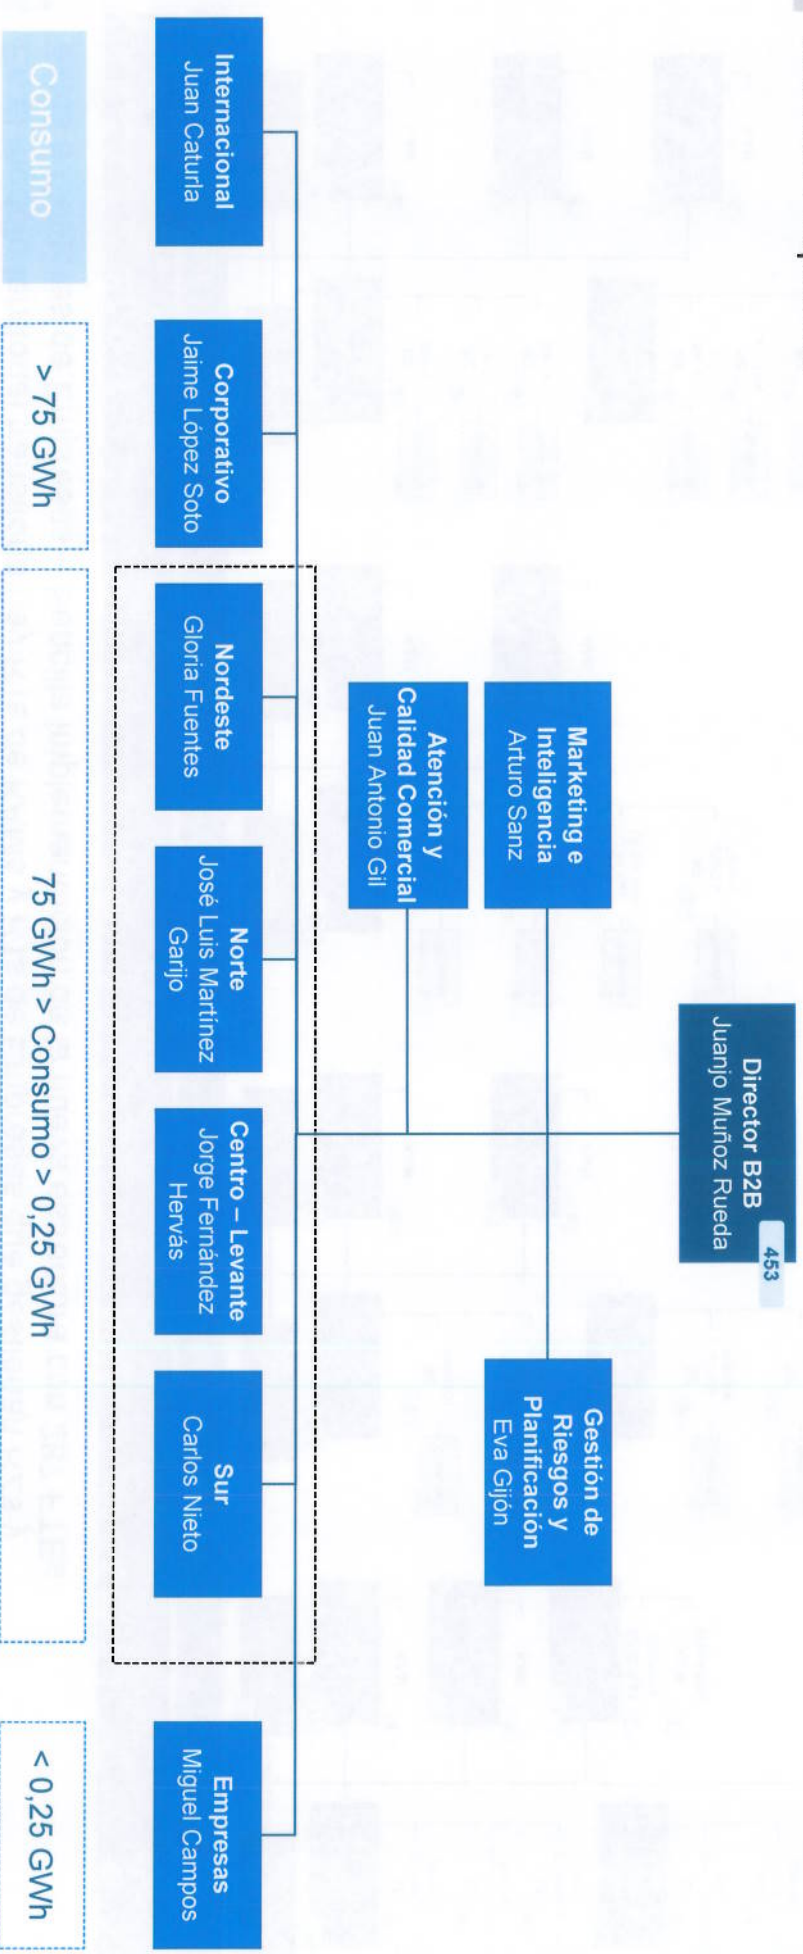 Director B2B
Juanjo Muñoz Rueda
453
Marketing e
Inteligencia
Arturo Sanz
Gestión de
Riesgos y
Planificación
Eva Gijón
Atención y
Calidad Comercial
Juan Antonio Gil
Internacional
Juan Caturla
Corporativo
Jaime López Soto
Nordeste
Gloria Fuentes
Norte
José Luis Martínez
Garijo
Centro – Levante
Jorge Fernández
Hervás
Sur
Carlos Nieto
Empresas
Miguel Campos
Consumo
> 75 GWh
75 GWh > Consumo > 0,25 GWh
< 0,25 GWh